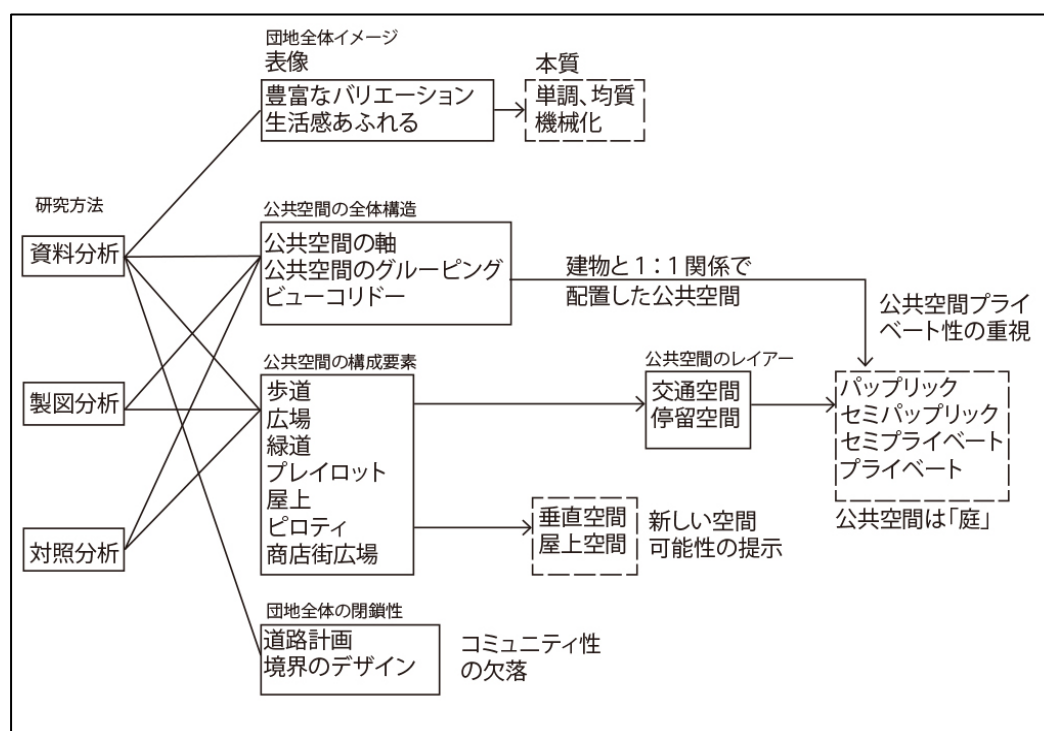 団地全体イメージ
表像
豊富なバリエーション
生活感あふれる
本質
単調、均質
機械化
研究方法
資料分析
製図分析
対照分析
公共空間の全体構造
公共空間の軸
公共空間のグルーピング
ビューコリドー
建物と1:1関係で
配置した公共空間
公共空間プライ
ベート性の重視
公共空間の構成要素
歩道
広場
緑道
プレイロット
屋上
ピロティ
商店街広場
公共空間のレイアー
交通空間
停留空間
パップリック
セミパップリック
セミプライベート
プライベート
公共空間は「庭」
垂直空間
屋上空間
新しい空間
可能性の提示
団地全体の閉鎖性
道路計画
境界のデザイン
コミュニティ性
の欠落